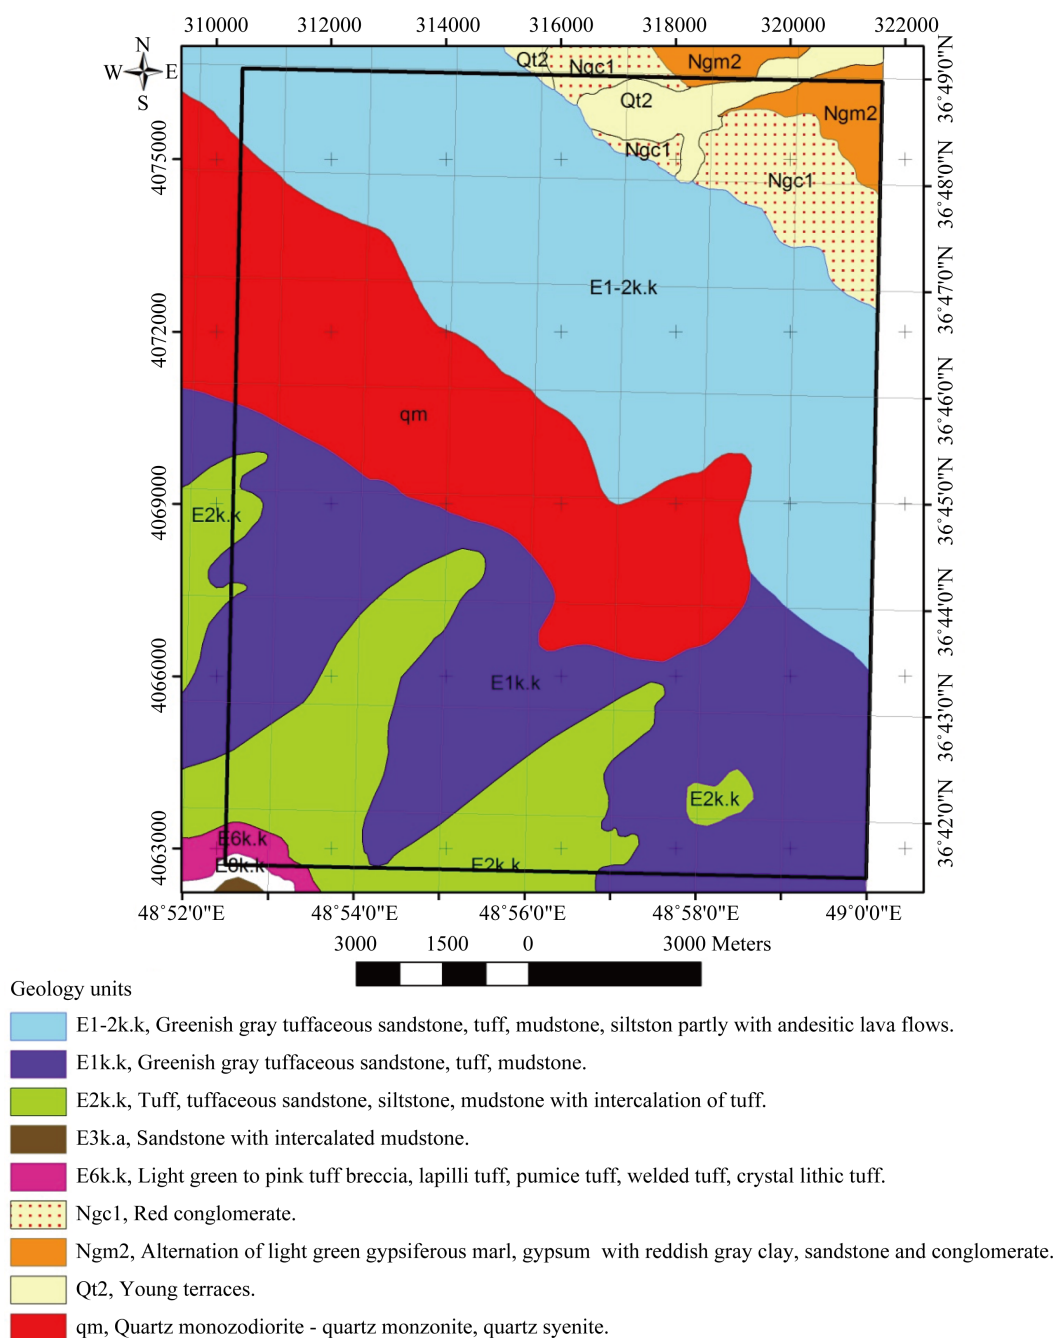 310000 312000 314000 316000 318000 320000 322000
N
W E
S
4075000
4072000
4069000
4066000
4063000
36°49'0"N
36°48'0"N
36°47'0"N
36°46'0"N
36°45'0"N
36°44'0"N
36°43'0"N
36°42'0"N
Qt2
Ngc1
Ngm2
Qt2
Ngm2
Ngc1
Ngc1
E1-2k.k
qm
E2k.k
E1k.k
E2k.k
E6k.k
E8k.k
E2k.k
48°52'0"E 48°54'0"E 48°56'0"E 48°58'0"E 49°0'0"E
3000 1500 0 3000 Meters
Geology units
E1-2k.k, Greenish gray tuffaceous sandstone, tuff, mudstone, siltston partly with andesitic lava flows.
E1k.k, Greenish gray tuffaceous sandstone, tuff, mudstone.
E2k.k, Tuff, tuffaceous sandstone, siltstone, mudstone with intercalation of tuff.
E3k.a, Sandstone with intercalated mudstone.
E6k.k, Light green to pink tuff breccia, lapilli tuff, pumice tuff, welded tuff, crystal lithic tuff.
Ngc1, Red conglomerate.
Ngm2, Alternation of light green gypsiferous marl, gypsum with reddish gray clay, sandstone and conglomerate.
Qt2, Young terraces.
qm, Quartz monozodiorite - quartz monzonite, quartz syenite.